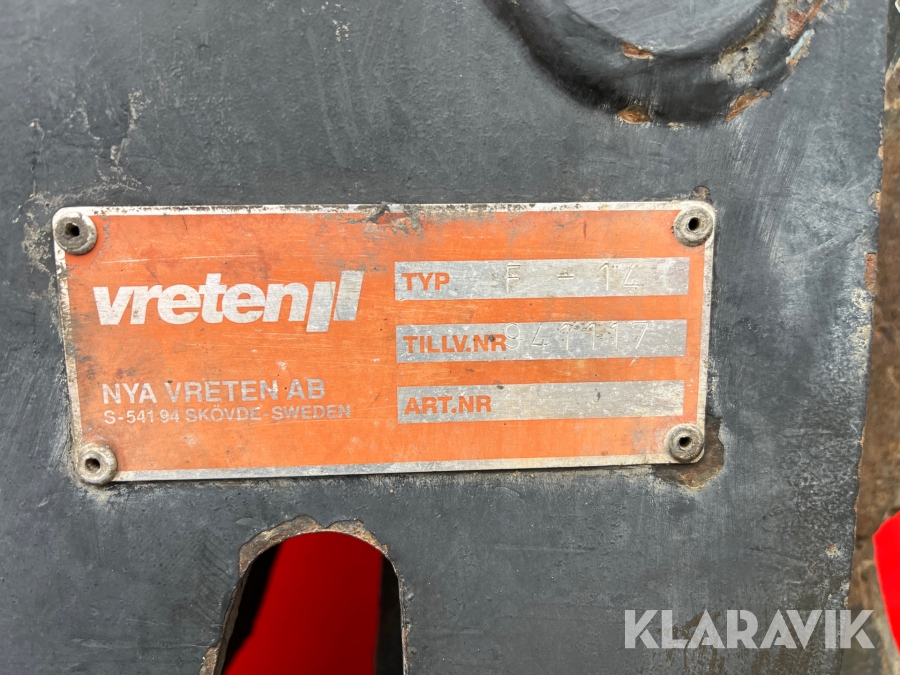 vreten
NYA VRETEN AB
S-541 94 SKÖVDE-SWEDEN
TYP F - 14
TILLV.NR 941117
ART.NR
KLARAVIK